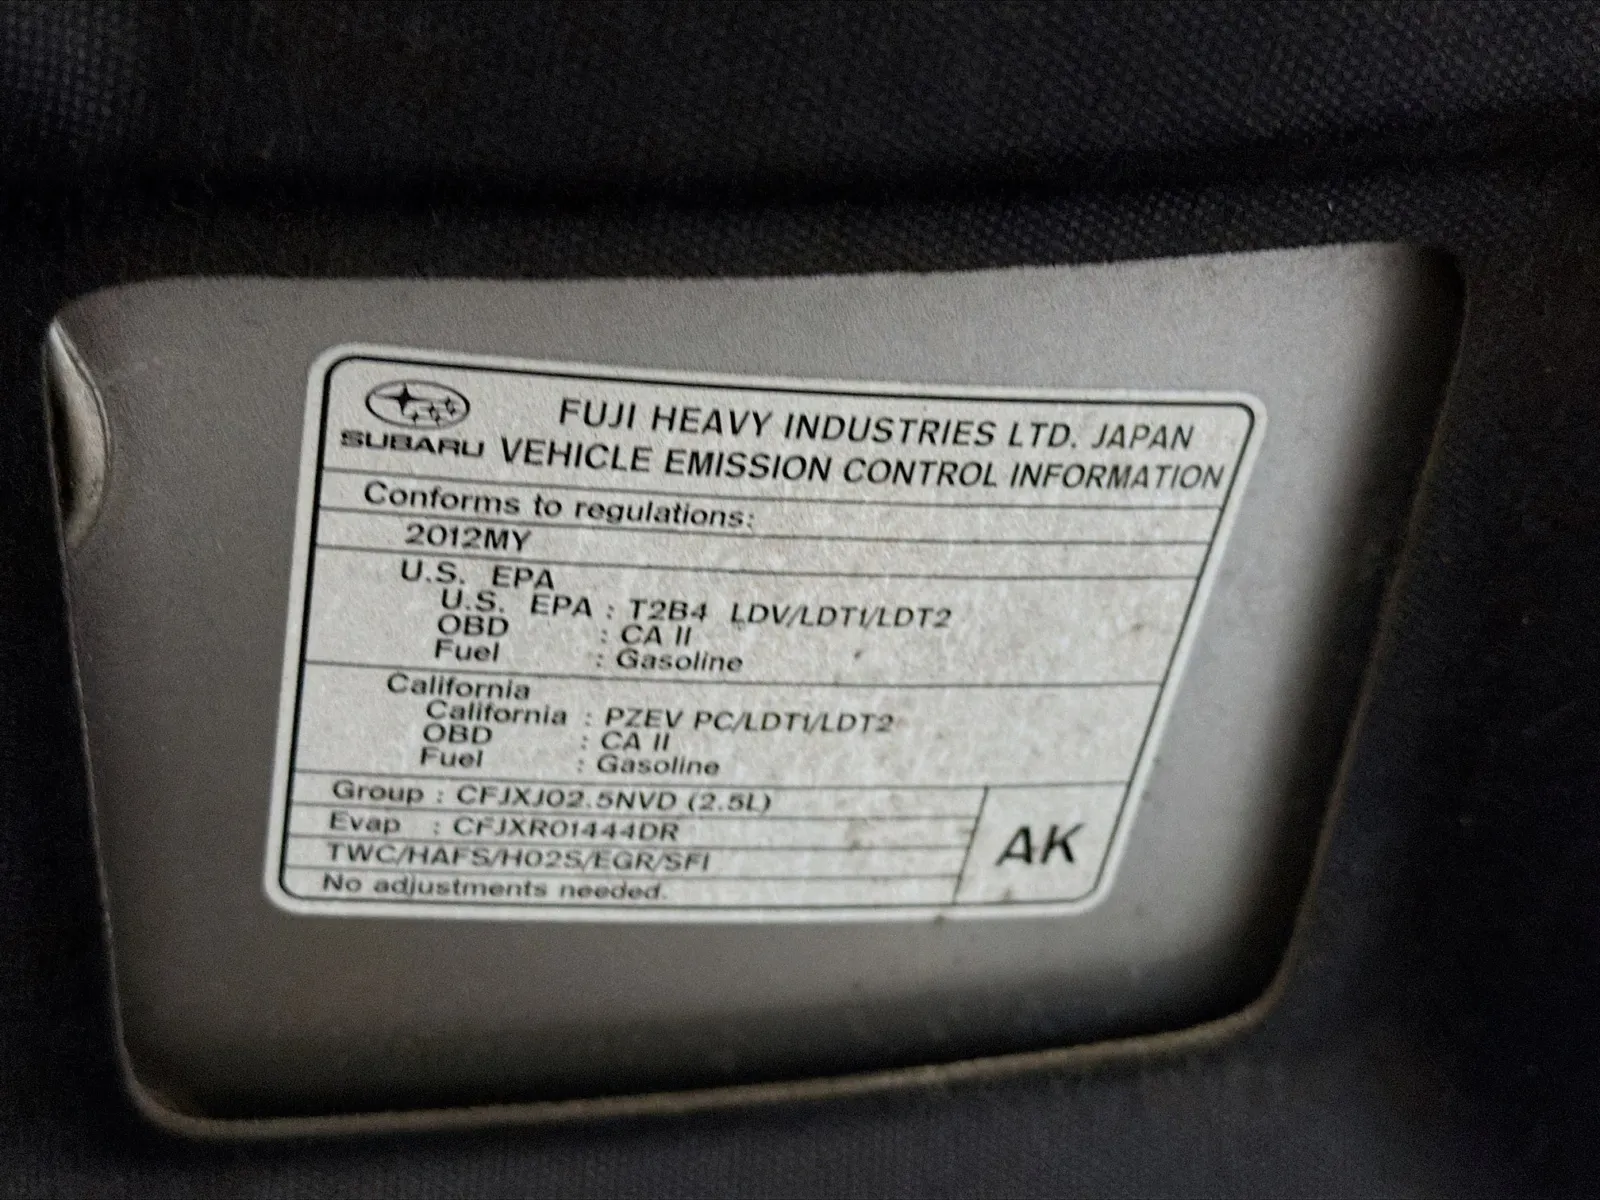 FUJI HEAVY INDUSTRIES LTD. JAPAN
SUBARU VEHICLE EMISSION CONTROL INFORMATION
Conforms to regulations:
2012MY
U.S. EPA
U.S. EPA : T2B4 LDV/LDT1/LDT2
OBD : CA II
Fuel : Gasoline
California
California : PZEV PC/LDT1/LDT2
OBD : CA II
Fuel : Gasoline
Group : CFJXJ02.5NVD (2.5L)
Evap : CFJXR01444DR
TWC/HAFS/HO2S/EGR/SFI
No adjustments needed.
AK